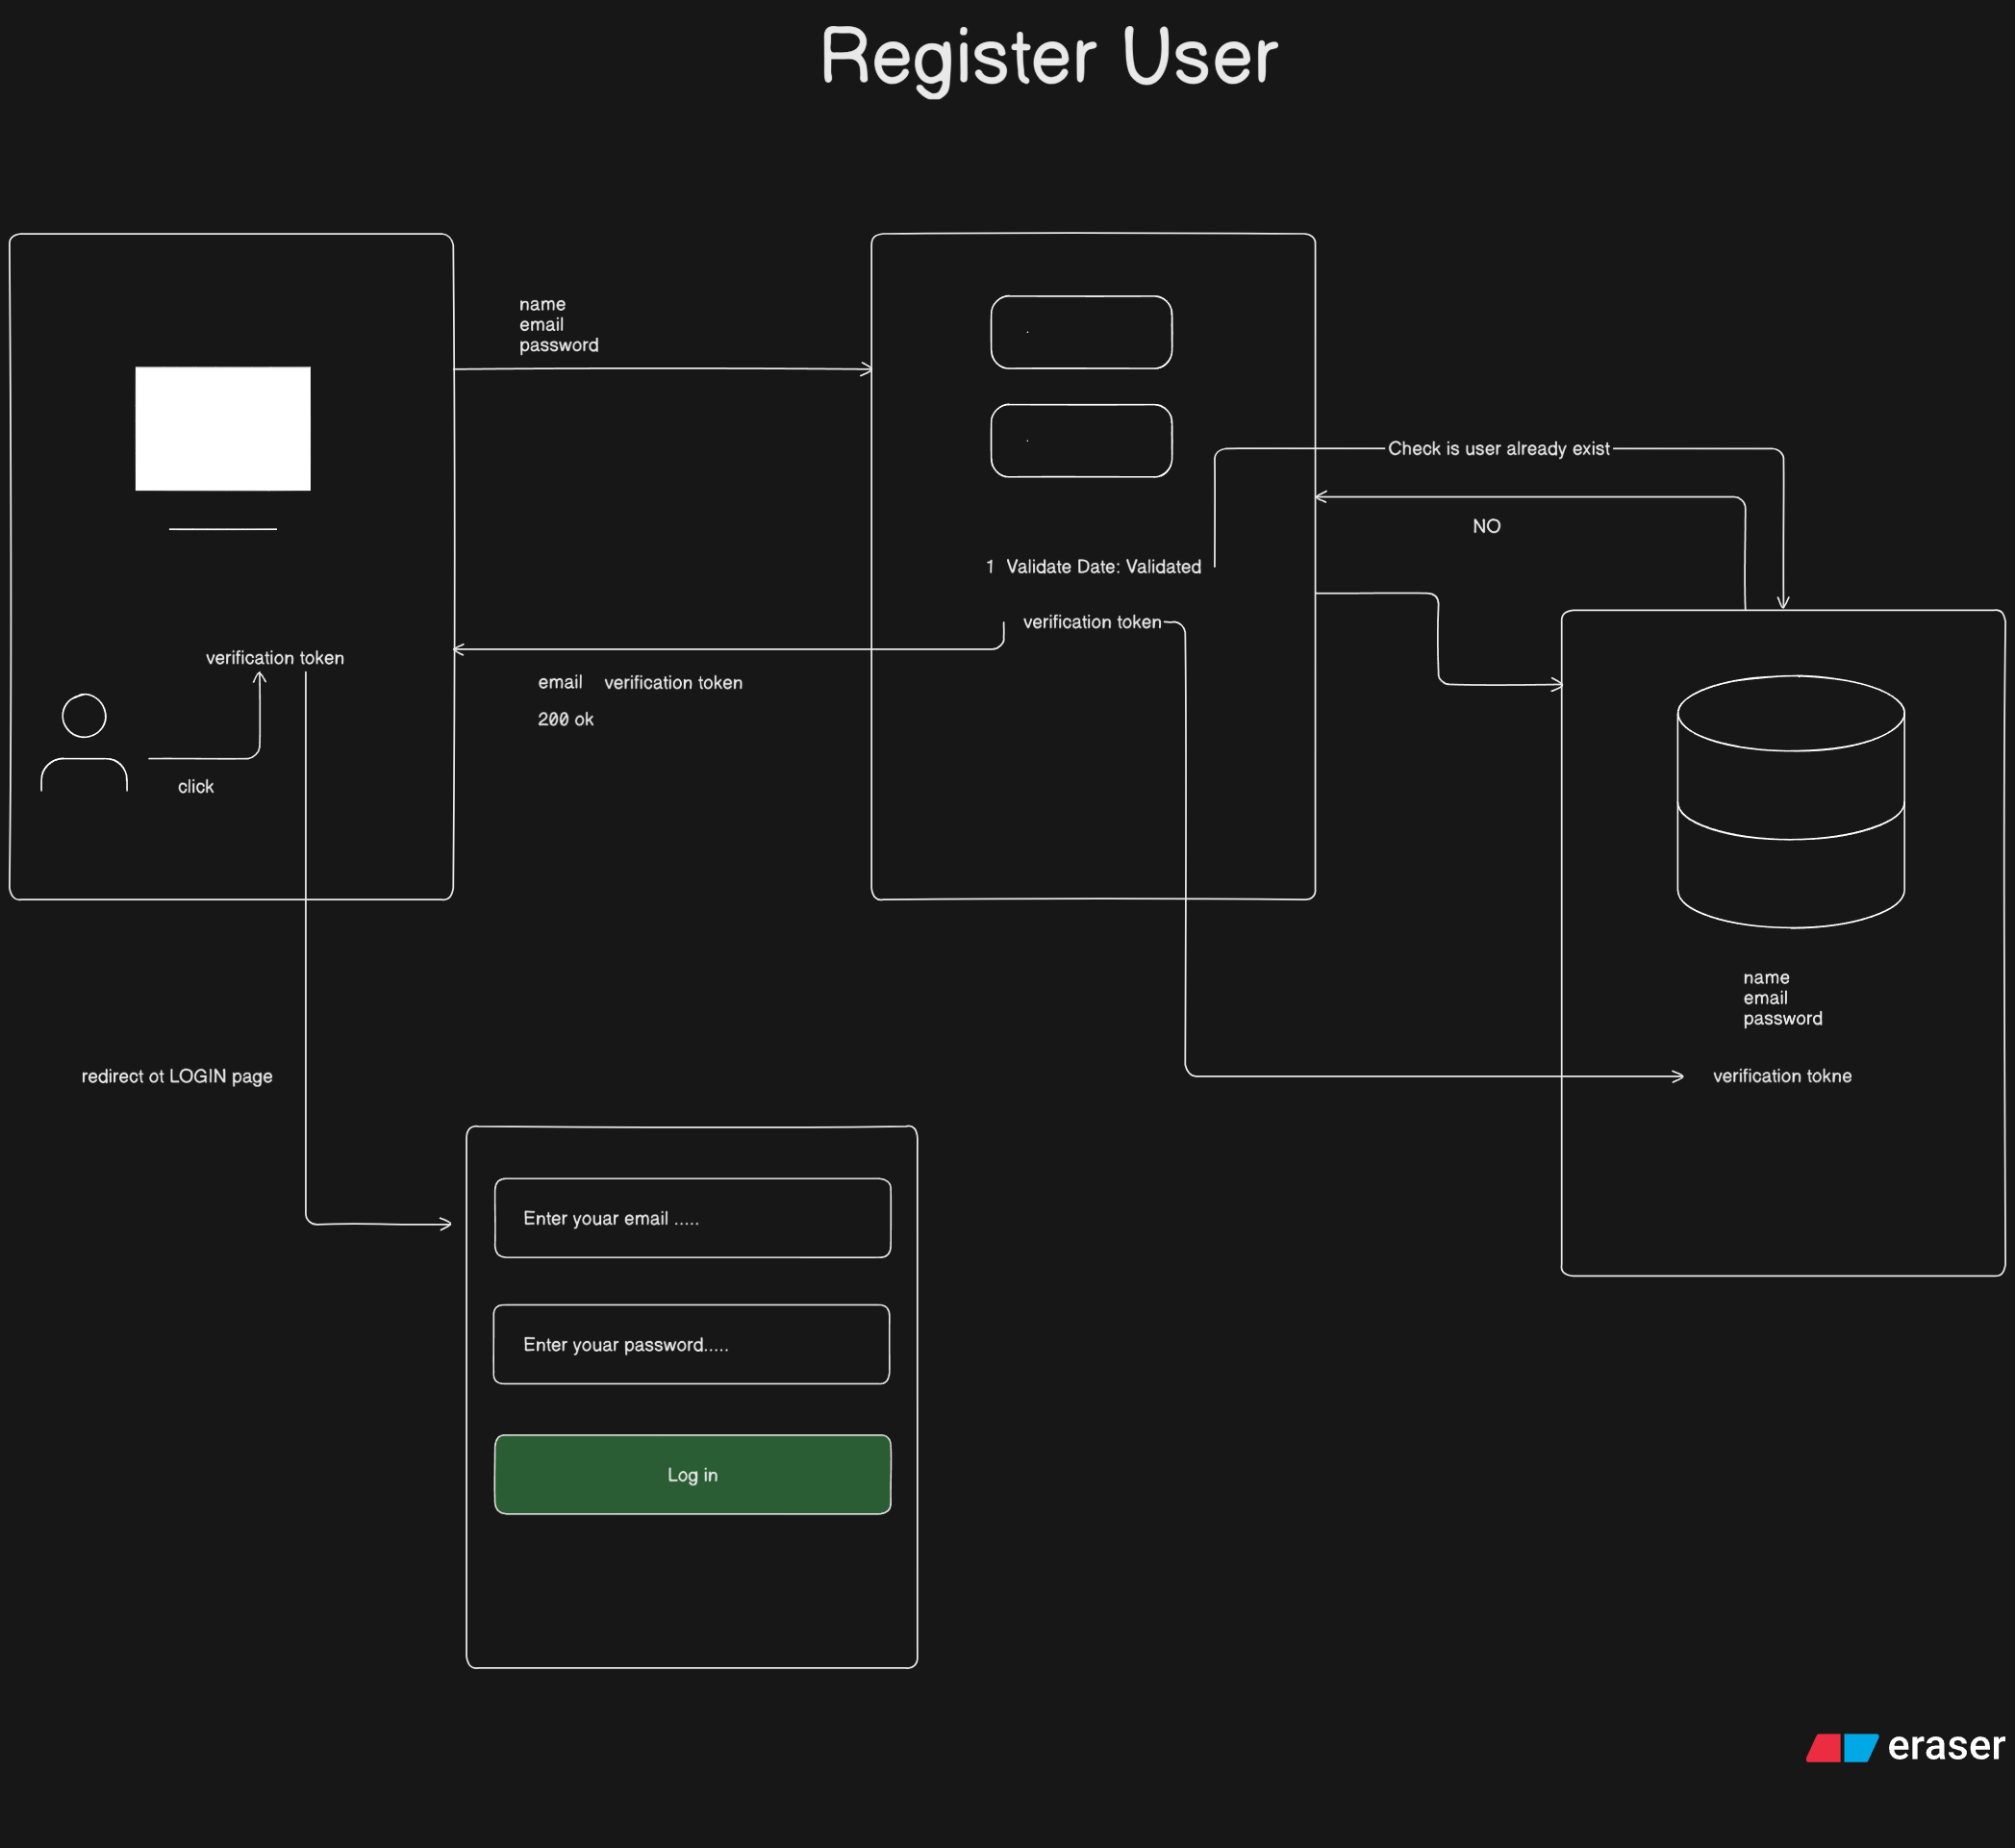 Register User
name
email
password
Check is user already exist
NO
1 Validate Date: Validated
verification token
verification token
email verification token
200 ok
click
name
email
password
verification tokne
redirect ot LOGIN page
Enter youar email .....
Enter youar password.....
Log in
eraser